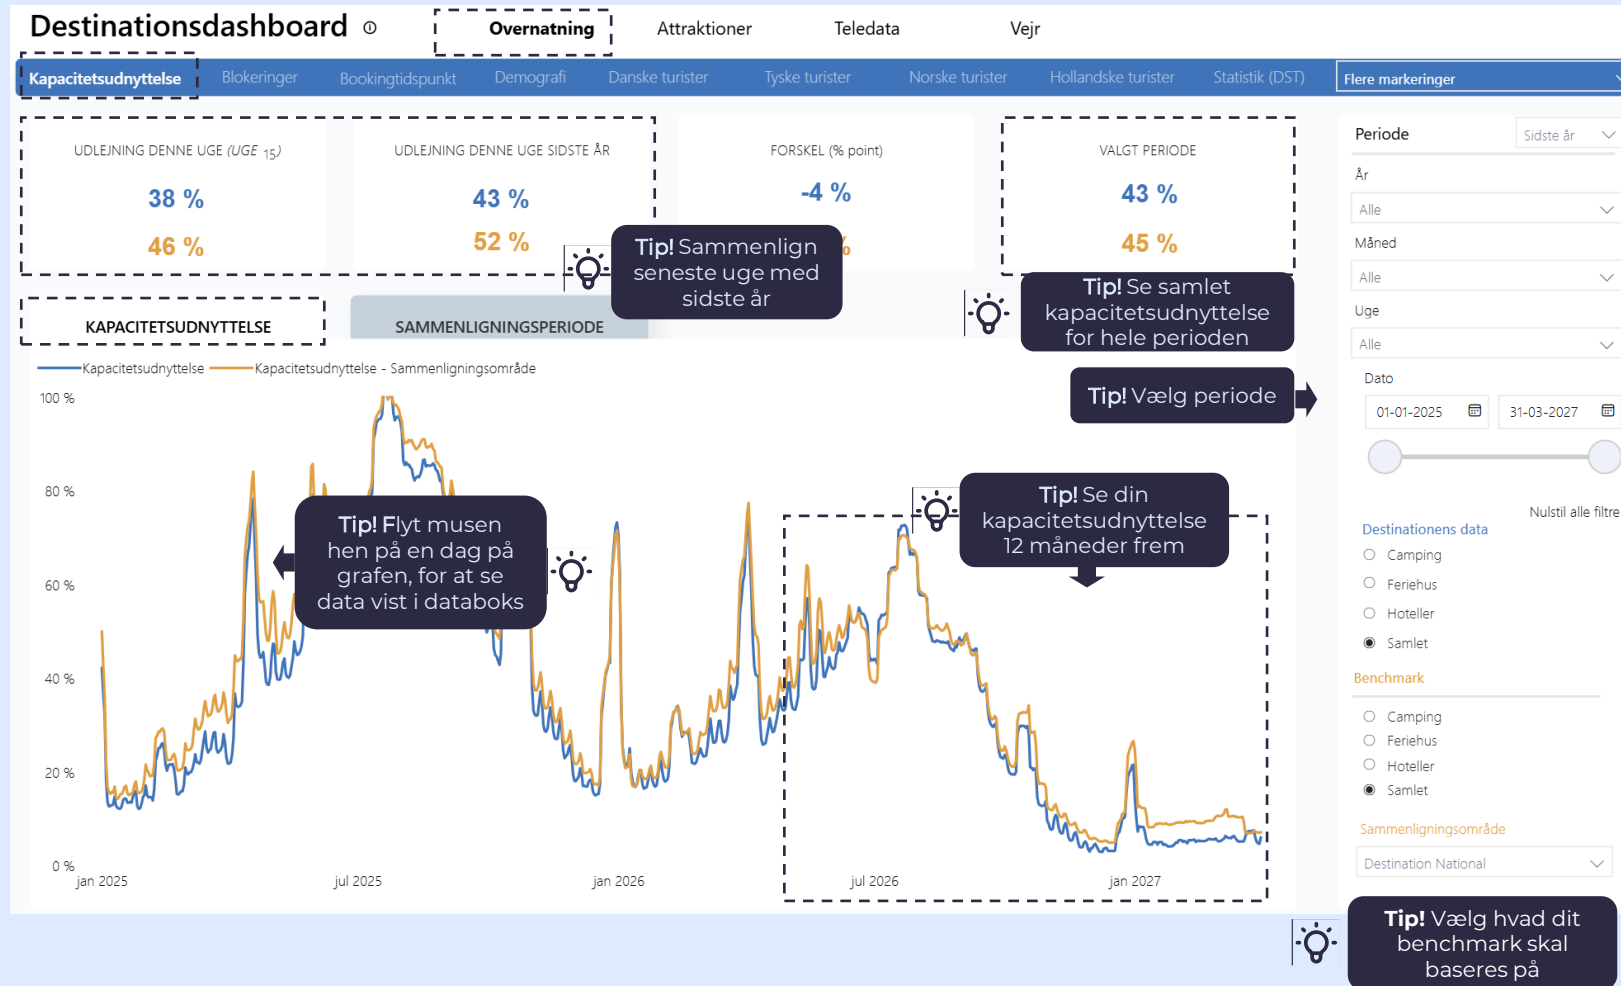 Destinationsdashboard
Overnatning
Attraktioner
Teledata
Vejr
Kapacitetsudnyttelse
Blokeringer
Bookingtidspunkt
Demografi
Danske turister
Tyske turister
Norske turister
Hollandske turister
Statistik (DST)
Flere markeringer
UDLEJNING DENNE UGE (UGE 15)
38 %
46 %
UDLEJNING DENNE UGE SIDSTE ÅR
43 %
52 %
FORSKEL (% point)
-4 %
VALGT PERIODE
43 %
45 %
Tip! Sammenlign
seneste uge med
sidste år
Tip! Se samlet
kapacitetsudnyttelse
for hele perioden
KAPACITETSUDNYTTELSE
SAMMENLIGNINGSPERIODE
Kapacitetsudnyttelse
Kapacitetsudnyttelse - Sammenligningsområde
Tip! Vælg periode
100 %
80 %
60 %
40 %
20 %
0 %
Tip! Flyt musen
hen på en dag på
grafen, for at se
data vist i databoks
Tip! Se din
kapacitetsudnyttelse
12 måneder frem
jan 2025
jul 2025
jan 2026
jul 2026
jan 2027
Periode
Sidste år
År
Alle
Måned
Alle
Uge
Alle
Dato
01-01-2025
31-03-2027
Nulstil alle filtre
Destinationens data
Camping
Feriehus
Hoteller
Samlet
Benchmark
Camping
Feriehus
Hoteller
Samlet
Sammenligningsområde
Destination National
Tip! Vælg hvad dit
benchmark skal
baseres på